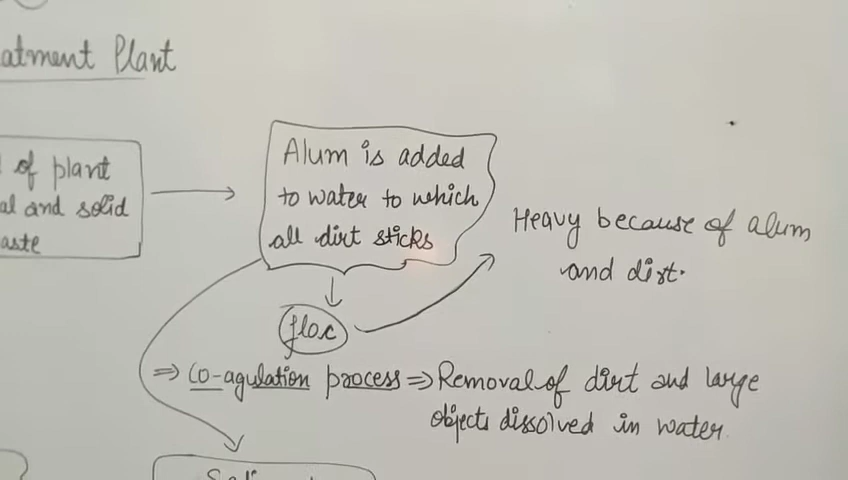 atment Plant
of plant
al and solid
aste
Alum is added
to water to which
all dirt sticks
Heavy because of alum
and dirt.
floc
⇒ Co-agulation process ⇒ Removal of dirt and large
objects dissolved in water.